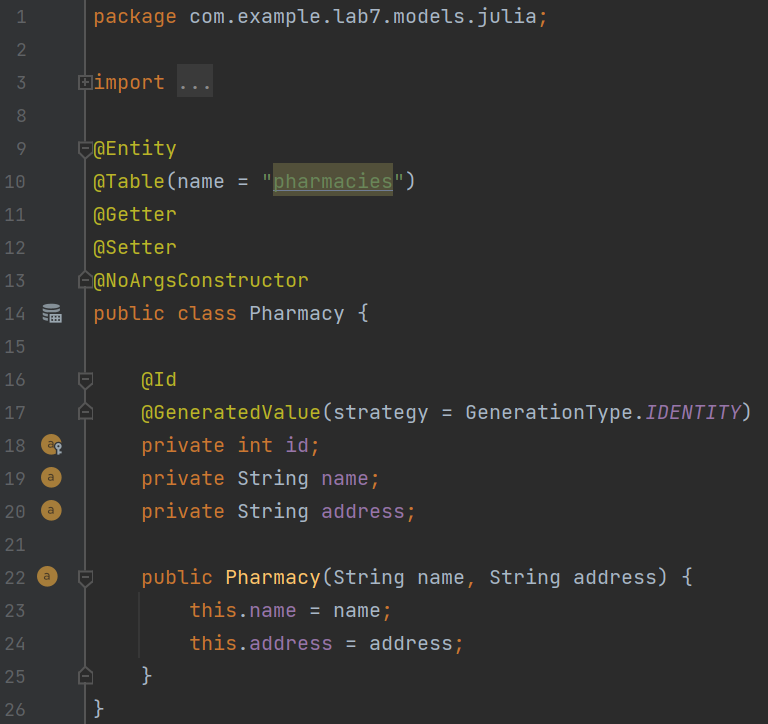 1 package com.example.lab7.models.julia;
2
3 import ...
8
9 @Entity
10 @Table(name = "pharmacies")
11 @Getter
12 @Setter
13 @NoArgsConstructor
14 public class Pharmacy {
15
16 @Id
17 @GeneratedValue(strategy = GenerationType.IDENTITY)
18 a private int id;
19 a private String name;
20 a private String address;
21
22 a public Pharmacy(String name, String address) {
23 this.name = name;
24 this.address = address;
25 }
26 }